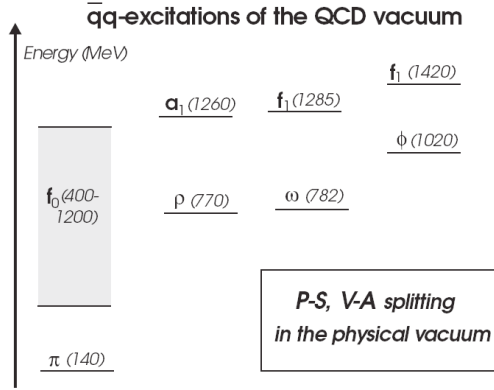 q̄q-excitations of the QCD vacuum
Energy (MeV)
f₁ (1420)
a₁ (1260)
f₁ (1285)
ϕ (1020)
f₀ (400-
1200)
ρ (770)
ω (782)
P-S, V-A splitting
in the physical vacuum
π (140)